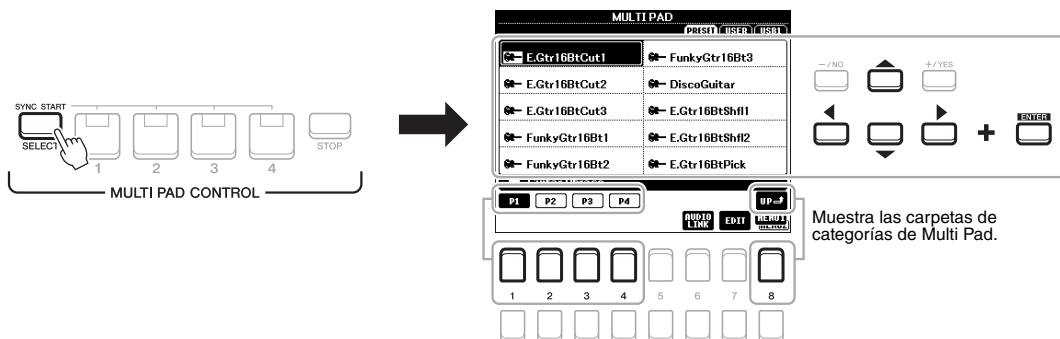 SYNC START
SELECT
1 2 3 4
STOP
MULTI PAD CONTROL
MULTI PAD
PRESET USER USB1
E.Gtr16BtCut1
FunkyGtr16Bt3
E.Gtr16BtCut2
DiscoGuitar
E.Gtr16BtCut3
E.Gtr16BtShfl1
FunkyGtr16Bt1
E.Gtr16BtShfl2
FunkyGtr16Bt2
E.Gtr16BtPick
P1 P2 P3 P4
UP
AUDIO LINK
EDIT
MENU1
MENU2
-/NO
+/YES
+
ENTER
Muestra las carpetas de
categorías de Multi Pad.
1 2 3 4 5 6 7 8